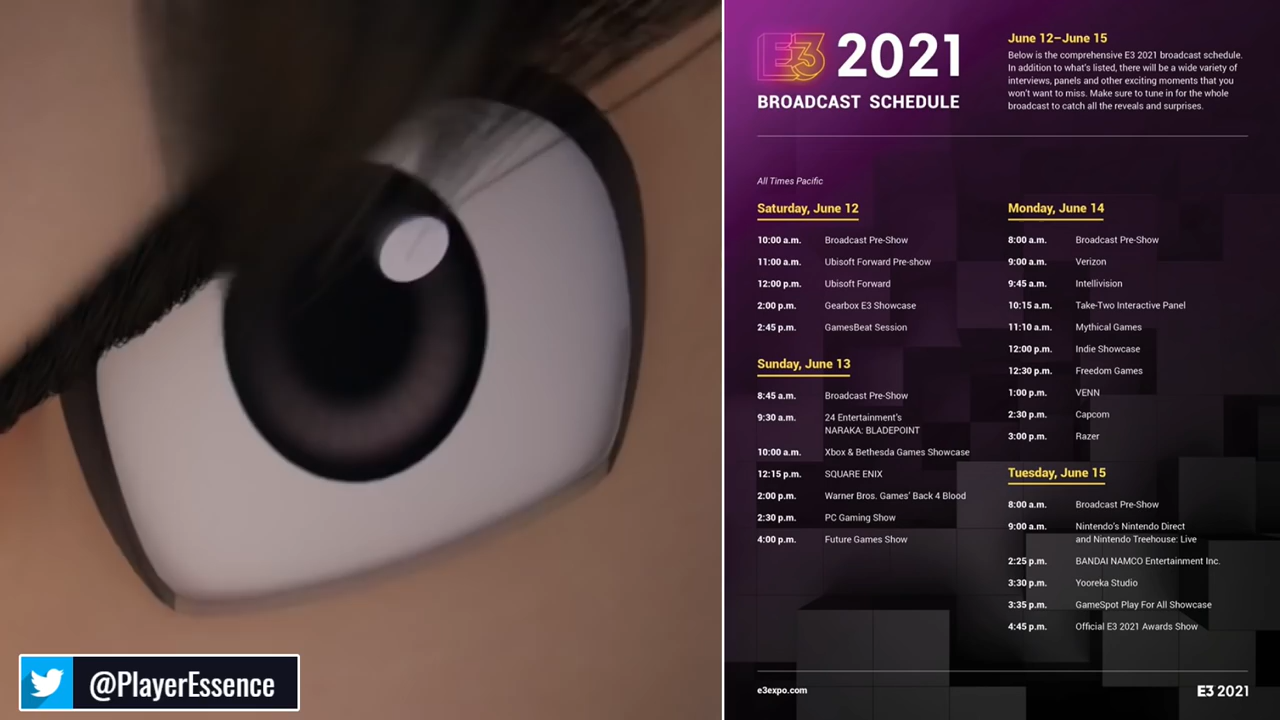 @PlayerEssence
E3 2021
BROADCAST SCHEDULE
June 12–June 15
Below is the comprehensive E3 2021 broadcast schedule.
In addition to what's listed, there will be a wide variety of
interviews, panels and other exciting moments that you
won't want to miss. Make sure to tune in for the whole
broadcast to catch all the reveals and surprises.
All Times Pacific
Saturday, June 12
10:00 a.m. Broadcast Pre-Show
11:00 a.m. Ubisoft Forward Pre-show
12:00 p.m. Ubisoft Forward
2:00 p.m. Gearbox E3 Showcase
2:45 p.m. GamesBeat Session
Sunday, June 13
8:45 a.m. Broadcast Pre-Show
9:30 a.m. 24 Entertainment's
NARAKA: BLADEPOINT
10:00 a.m. Xbox & Bethesda Games Showcase
12:15 p.m. SQUARE ENIX
2:00 p.m. Warner Bros. Games' Back 4 Blood
2:30 p.m. PC Gaming Show
4:00 p.m. Future Games Show
Monday, June 14
8:00 a.m. Broadcast Pre-Show
9:00 a.m. Verizon
9:45 a.m. Intellivision
10:15 a.m. Take-Two Interactive Panel
11:10 a.m. Mythical Games
12:00 p.m. Indie Showcase
12:30 p.m. Freedom Games
1:00 p.m. VENN
2:30 p.m. Capcom
3:00 p.m. Razer
Tuesday, June 15
8:00 a.m. Broadcast Pre-Show
9:00 a.m. Nintendo's Nintendo Direct
and Nintendo Treehouse: Live
2:25 p.m. BANDAI NAMCO Entertainment Inc.
3:30 p.m. Yooreka Studio
3:35 p.m. GameSpot Play For All Showcase
4:45 p.m. Official E3 2021 Awards Show
e3expo.com
E3 2021